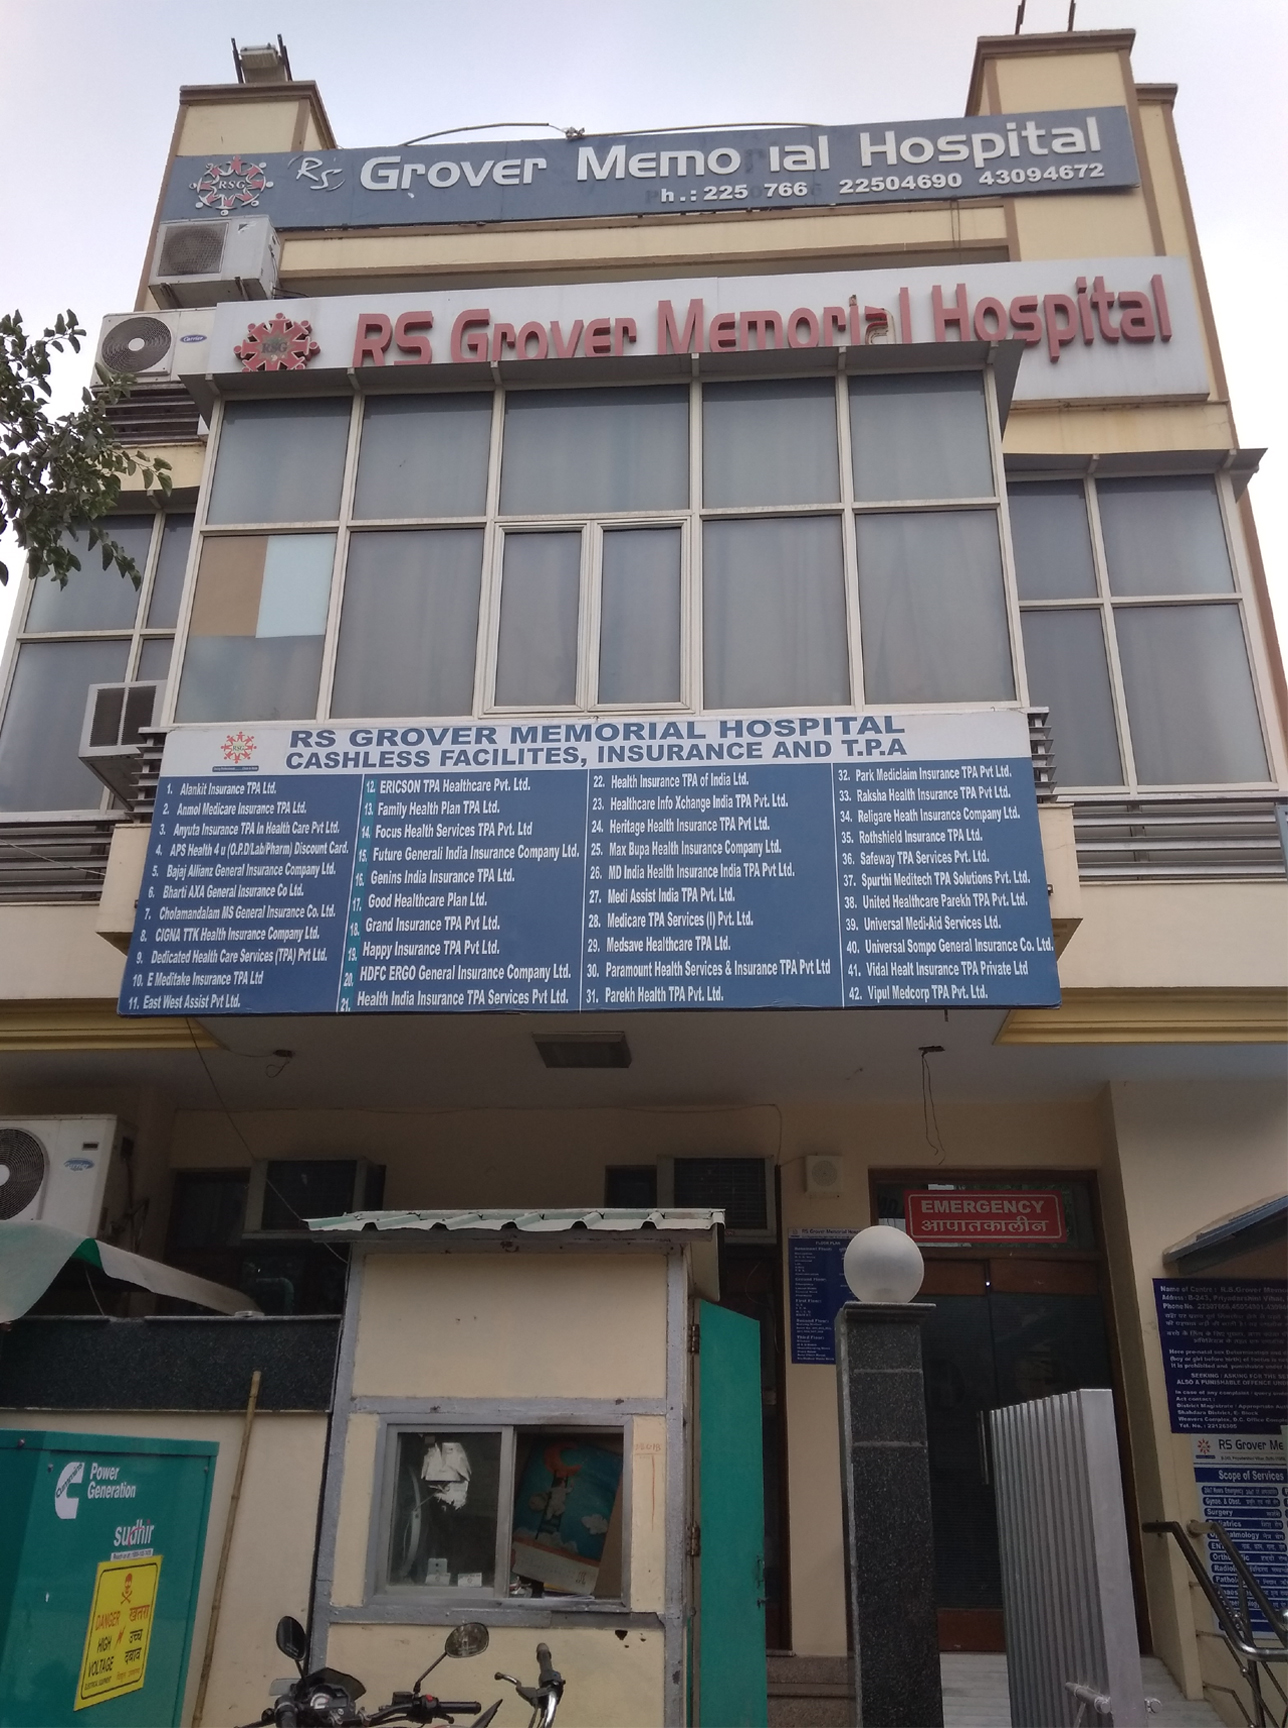 RSG RS Grover Memorial Hospital
Ph.: 225 766 22504690 43094672
RSG RS Grover Memorial Hospital
RS GROVER MEMORIAL HOSPITAL
CASHLESS FACILITES, INSURANCE AND T.P.A
1. Alankit Insurance TPA Ltd.
2. Anmol Medicare Insurance TPA Ltd.
3. Anyuta Insurance TPA In Health Care Pvt Ltd.
4. APS Health 4 u (O.P.D/Lab/Pharm) Discount Card.
5. Bajaj Allianz General Insurance Company Ltd.
6. Bharti AXA General Insurance Co Ltd.
7. Cholamandalam MS General Insurance Co. Ltd.
8. CIGNA TTK Health Insurance Company Ltd.
9. Dedicated Health Care Services (TPA) Pvt Ltd.
10. E Meditake Insurance TPA Ltd
11. East West Assist Pvt Ltd.
12. ERICSON TPA Healthcare Pvt. Ltd.
13. Family Health Plan TPA Ltd.
14. Focus Health Services TPA Pvt. Ltd
15. Future Generali India Insurance Company Ltd.
16. Genins India Insurance TPA Ltd.
17. Good Healthcare Plan Ltd.
18. Grand Insurance TPA Pvt Ltd.
19. Happy Insurance TPA Pvt Ltd.
20. HDFC ERGO General Insurance Company Ltd.
21. Health India Insurance TPA Services Pvt Ltd.
22. Health Insurance TPA of India Ltd.
23. Healthcare Info Xchange India TPA Pvt. Ltd.
24. Heritage Health Insurance TPA Pvt Ltd.
25. Max Bupa Health Insurance Company Ltd.
26. MD India Health Insurance India TPA Pvt Ltd.
27. Medi Assist India TPA Pvt. Ltd.
28. Medicare TPA Services (I) Pvt. Ltd.
29. Medsave Healthcare TPA Ltd.
30. Paramount Health Services & Insurance TPA Pvt Ltd
31. Parekh Health TPA Pvt. Ltd.
32. Park Mediclaim Insurance TPA Pvt Ltd.
33. Raksha Health Insurance TPA Pvt Ltd.
34. Religare Heath Insurance Company Ltd.
35. Rothshield Insurance TPA Ltd.
36. Safeway TPA Services Pvt. Ltd.
37. Spurthi Meditech TPA Solutions Pvt. Ltd.
38. United Healthcare Parekh TPA Pvt. Ltd.
39. Universal Medi-Aid Services Ltd.
40. Universal Sompo General Insurance Co. Ltd.
41. Vidal Healt Insurance TPA Private Ltd
42. Vipul Medcorp TPA Pvt. Ltd.
EMERGENCY
आपातकालीन
Power
Generation
sudhir
DANGER खतरा
HIGH उच्च
VOLTAGE दबाव
RS Grover Me
Scope of Services
Surgery